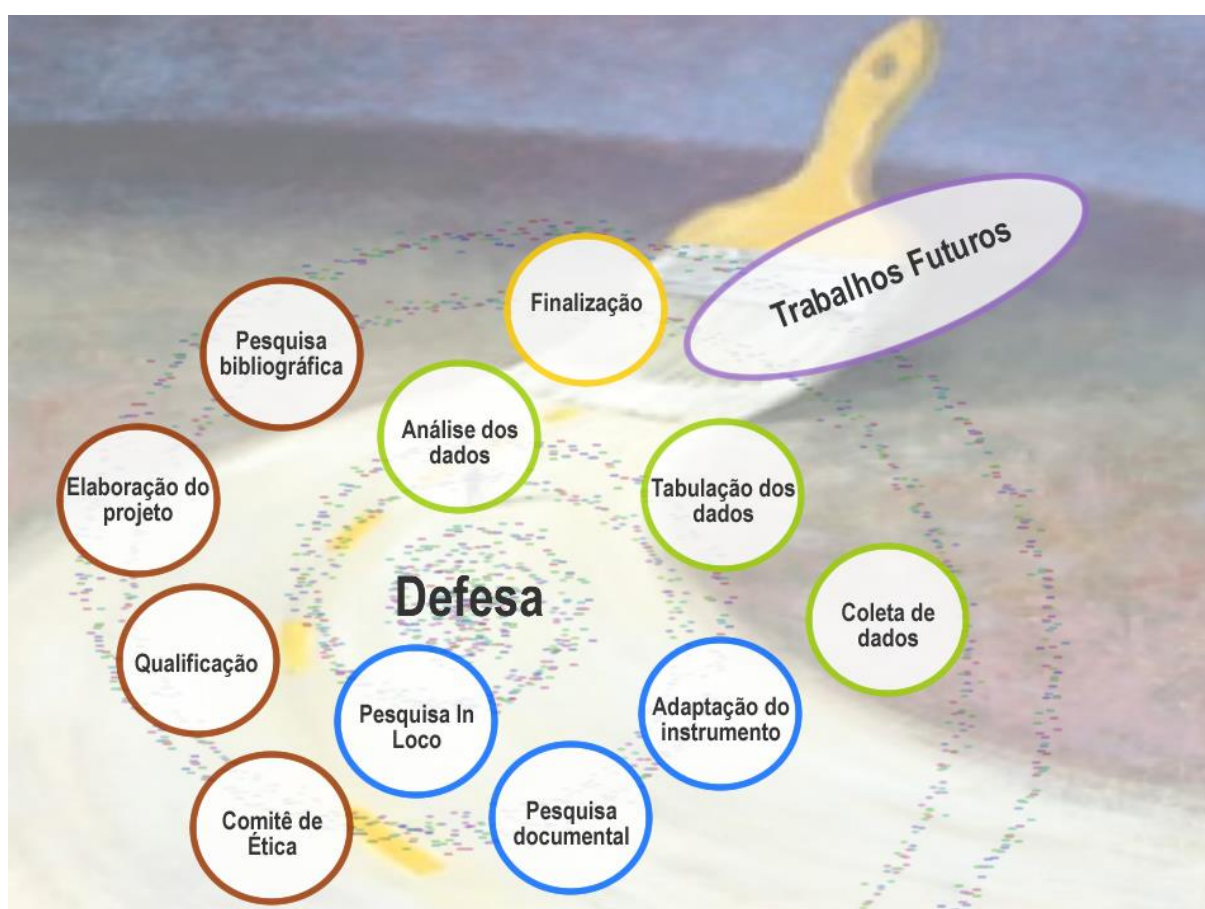 Finalização
Trabalhos Futuros
Pesquisa
bibliográfica
Análise dos
dados
Elaboração do
projeto
Tabulação dos
dados
Defesa
Coleta de
dados
Qualificação
Pesquisa In
Loco
Adaptação do
instrumento
Comitê de
Ética
Pesquisa
documental